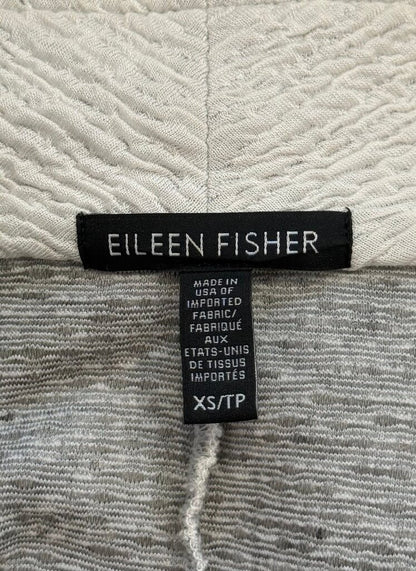 EILEEN FISHER
MADE IN
USA OF
IMPORTED
FABRIC/
FABRIQUÉ
AUX
ETATS-UNIS
DE TISSUS
IMPORTÉS
XS/TP